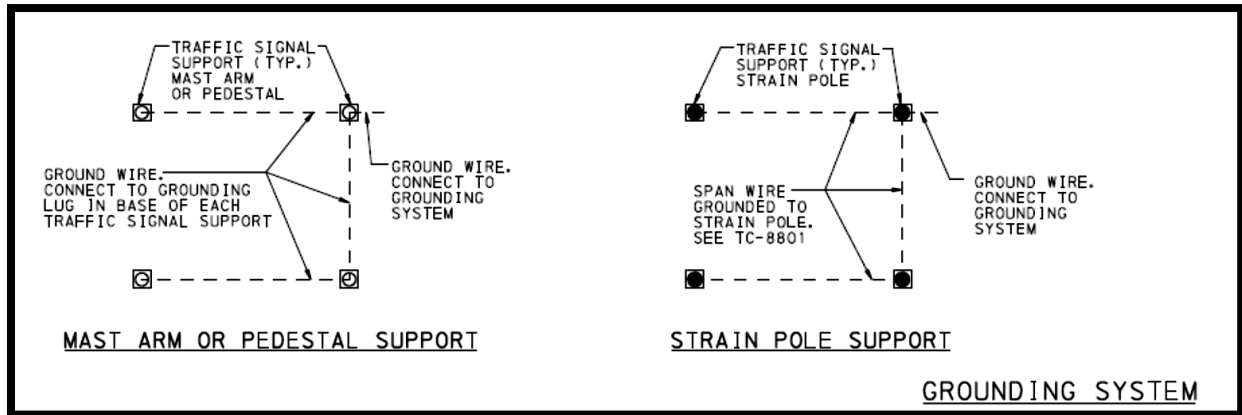 TRAFFIC SIGNAL
SUPPORT (TYP.)
MAST ARM
OR PEDESTAL
GROUND WIRE.
CONNECT TO GROUNDING
LUG IN BASE OF EACH
TRAFFIC SIGNAL SUPPORT
GROUND WIRE.
CONNECT TO
GROUNDING
SYSTEM
MAST ARM OR PEDESTAL SUPPORT
TRAFFIC SIGNAL
SUPPORT (TYP.)
STRAIN POLE
SPAN WIRE
GROUNDED TO
STRAIN POLE.
SEE TC-8801
GROUND WIRE.
CONNECT TO
GROUNDING
SYSTEM
STRAIN POLE SUPPORT
GROUNDING SYSTEM